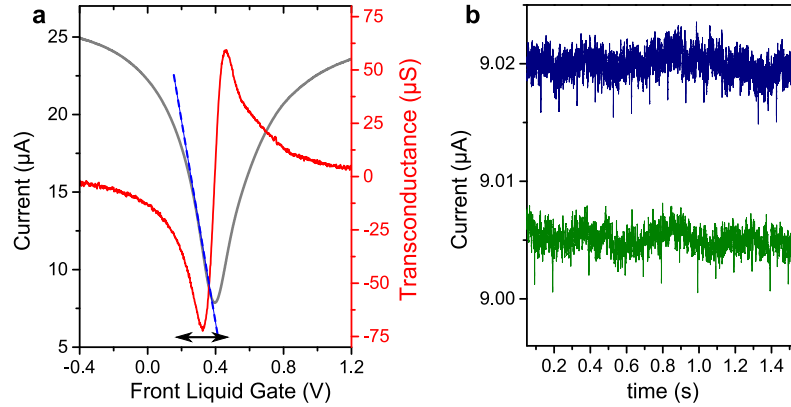 a
25
20
15
10
5
Current (µA)
-0.4
0.0
0.4
0.8
1.2
Front Liquid Gate (V)
75
50
25
0
-25
-50
-75
Transconductance (µS)
b
9.02
9.01
9.00
Current (µA)
0.2 0.4 0.6 0.8 1.0 1.2 1.4
time (s)